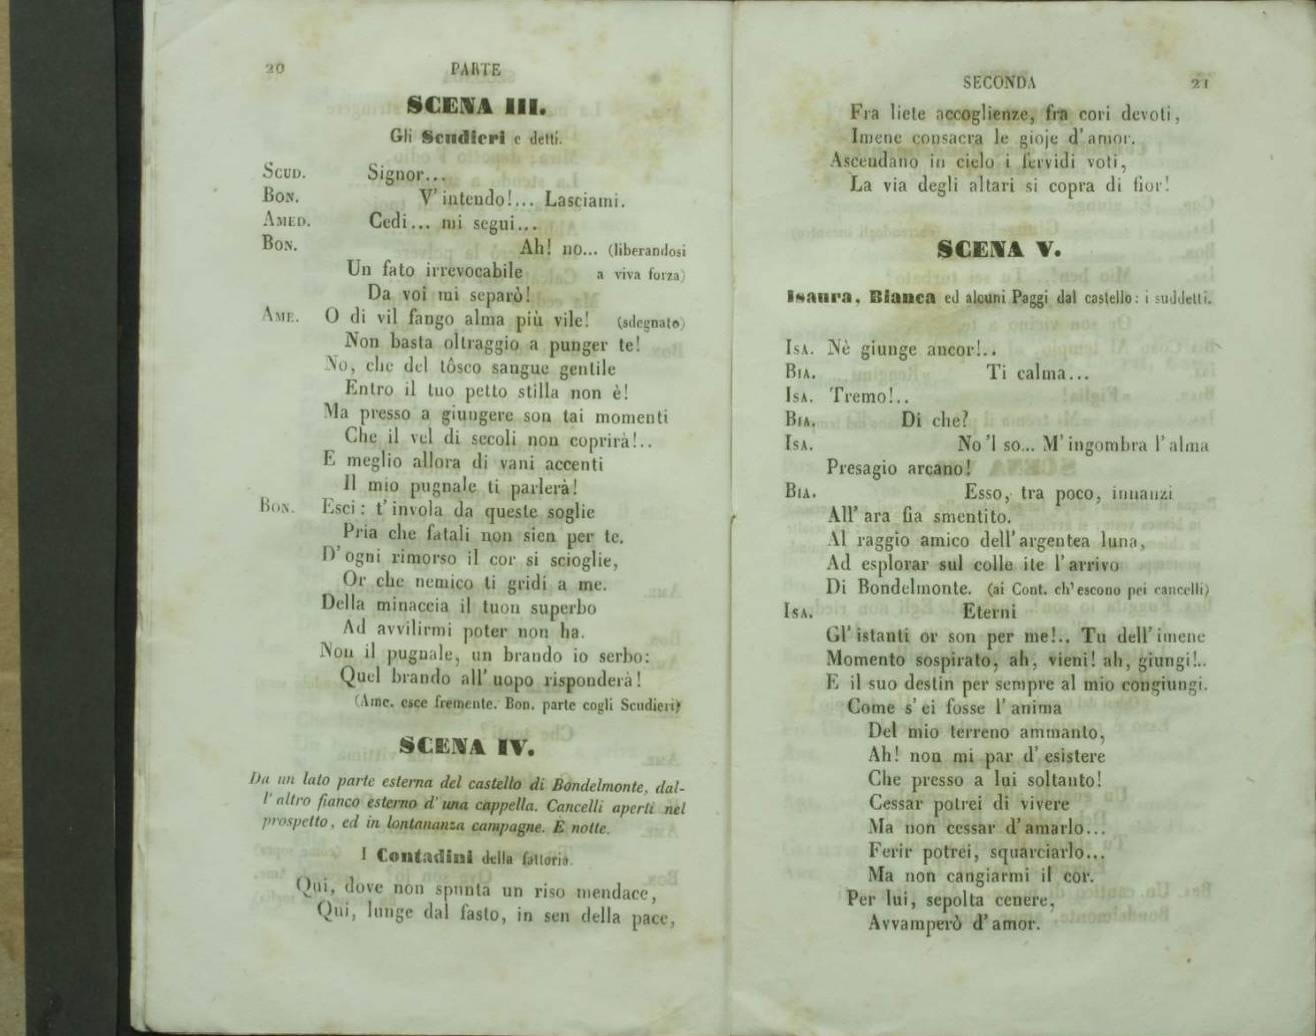 20 PARTE
SCENA III.
Gli Scudieri e detti.
SCUD. Signor...
BON. V'intendo!... Lasciami.
AMED. Cedi... mi segui...
BON. Ah! no... (liberandosi
Un fato irrevocabile a viva forza)
Da voi mi separò!
AME. O di vil fango alma più vile! (sdegnato)
Non basta oltraggio a punger te!
No, che del tôsco sangue gentile
Entro il tuo petto stilla non è!
Ma presso a giungere son tai momenti
Che il vel di secoli non coprirà!..
E meglio allora di vani accenti
Il mio pugnale ti parlerà!
BON. Esci: t'invola da queste soglie
Pria che fatali non sien per te.
D'ogni rimorso il cor si scioglie,
Or che nemico ti gridi a me.
Della minaccia il tuon superbo
Ad avvilirmi poter non ha.
Non il pugnale, un brando io serbo:
Quel brando all'uopo risponderà!
(Ame. esce fremente. Bon. parte cogli Scudieri)
SCENA IV.
Da un lato parte esterna del castello di Bondelmonte, dal-
l'altro fianco esterno d'una cappella. Cancelli aperti nel
prospetto, ed in lontananza campagne. È notte.
I Contadini della fattoria.
Qui, dove non spunta un riso mendace,
Qui, lunge dal fasto, in sen della pace,
SECONDA 21
Fra liete accoglienze, fra cori devoti,
Imene consacra le gioje d'amor.
Ascendano in cielo i fervidi voti,
La via degli altari si copra di fior!
SCENA V.
Isaura, Bianca ed alcuni Paggi dal castello: i suddetti.
ISA. Nè giunge ancor!..
BIA. Ti calma...
ISA. Tremo!..
BIA. Di che?
ISA. No'l so... M'ingombra l'alma
Presagio arcano!
BIA. Esso, tra poco, innanzi
All'ara fia smentito.
Al raggio amico dell'argentea luna,
Ad esplorar sul colle ite l'arrivo
Di Bondelmonte. (ai Cont. ch'escono pei cancelli)
ISA. Eterni
Gl'istanti or son per me!.. Tu dell'imene
Momento sospirato, ah, vieni! ah, giungi!..
E il suo destin per sempre al mio congiungi.
Come s'ei fosse l'anima
Del mio terreno ammanto,
Ah! non mi par d'esistere
Che presso a lui soltanto!
Cessar potrei di vivere
Ma non cessar d'amarlo...
Ferir potrei, squarciarlo...
Ma non cangiarmi il cor.
Per lui, sepolta cenere,
Avvamperò d'amor.